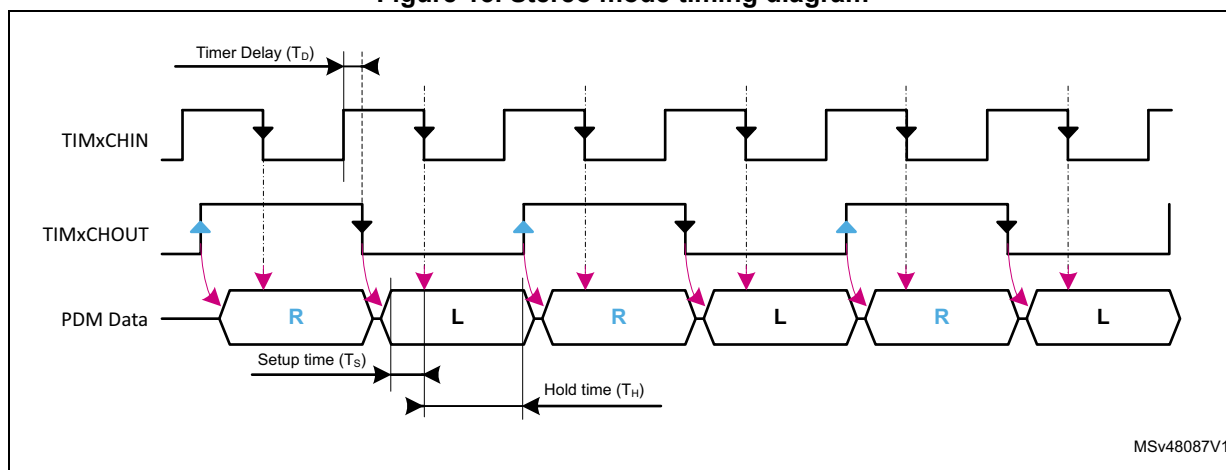 Figure 10. Stereo mode timing diagram
Timer Delay (TD)
TIMxCHIN
TIMxCHOUT
PDM Data
R
L
R
L
R
L
Setup time (TS)
Hold time (TH)
MSv48087V1